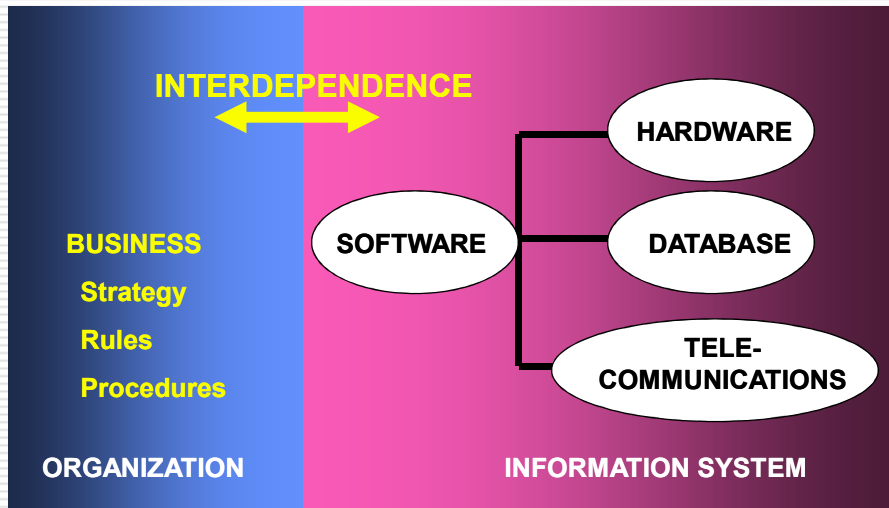 INTERDEPENDENCE
BUSINESS
Strategy
Rules
Procedures
ORGANIZATION
SOFTWARE
HARDWARE
DATABASE
TELE-
COMMUNICATIONS
INFORMATION SYSTEM